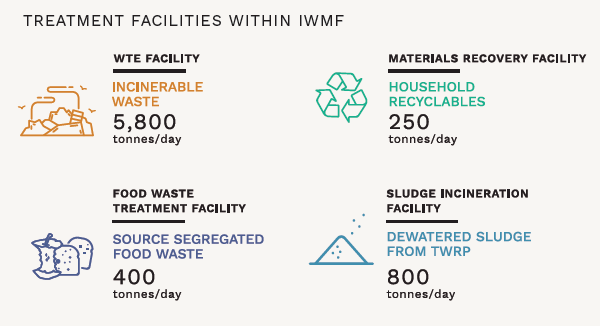 TREATMENT FACILITIES WITHIN IWMF
WTE FACILITY
INCINERABLE
WASTE
5,800
tonnes/day
MATERIALS RECOVERY FACILITY
HOUSEHOLD
RECYCLABLES
250
tonnes/day
FOOD WASTE
TREATMENT FACILITY
SOURCE SEGREGATED
FOOD WASTE
400
tonnes/day
SLUDGE INCINERATION
FACILITY
DEWATERED SLUDGE
FROM TWRP
800
tonnes/day